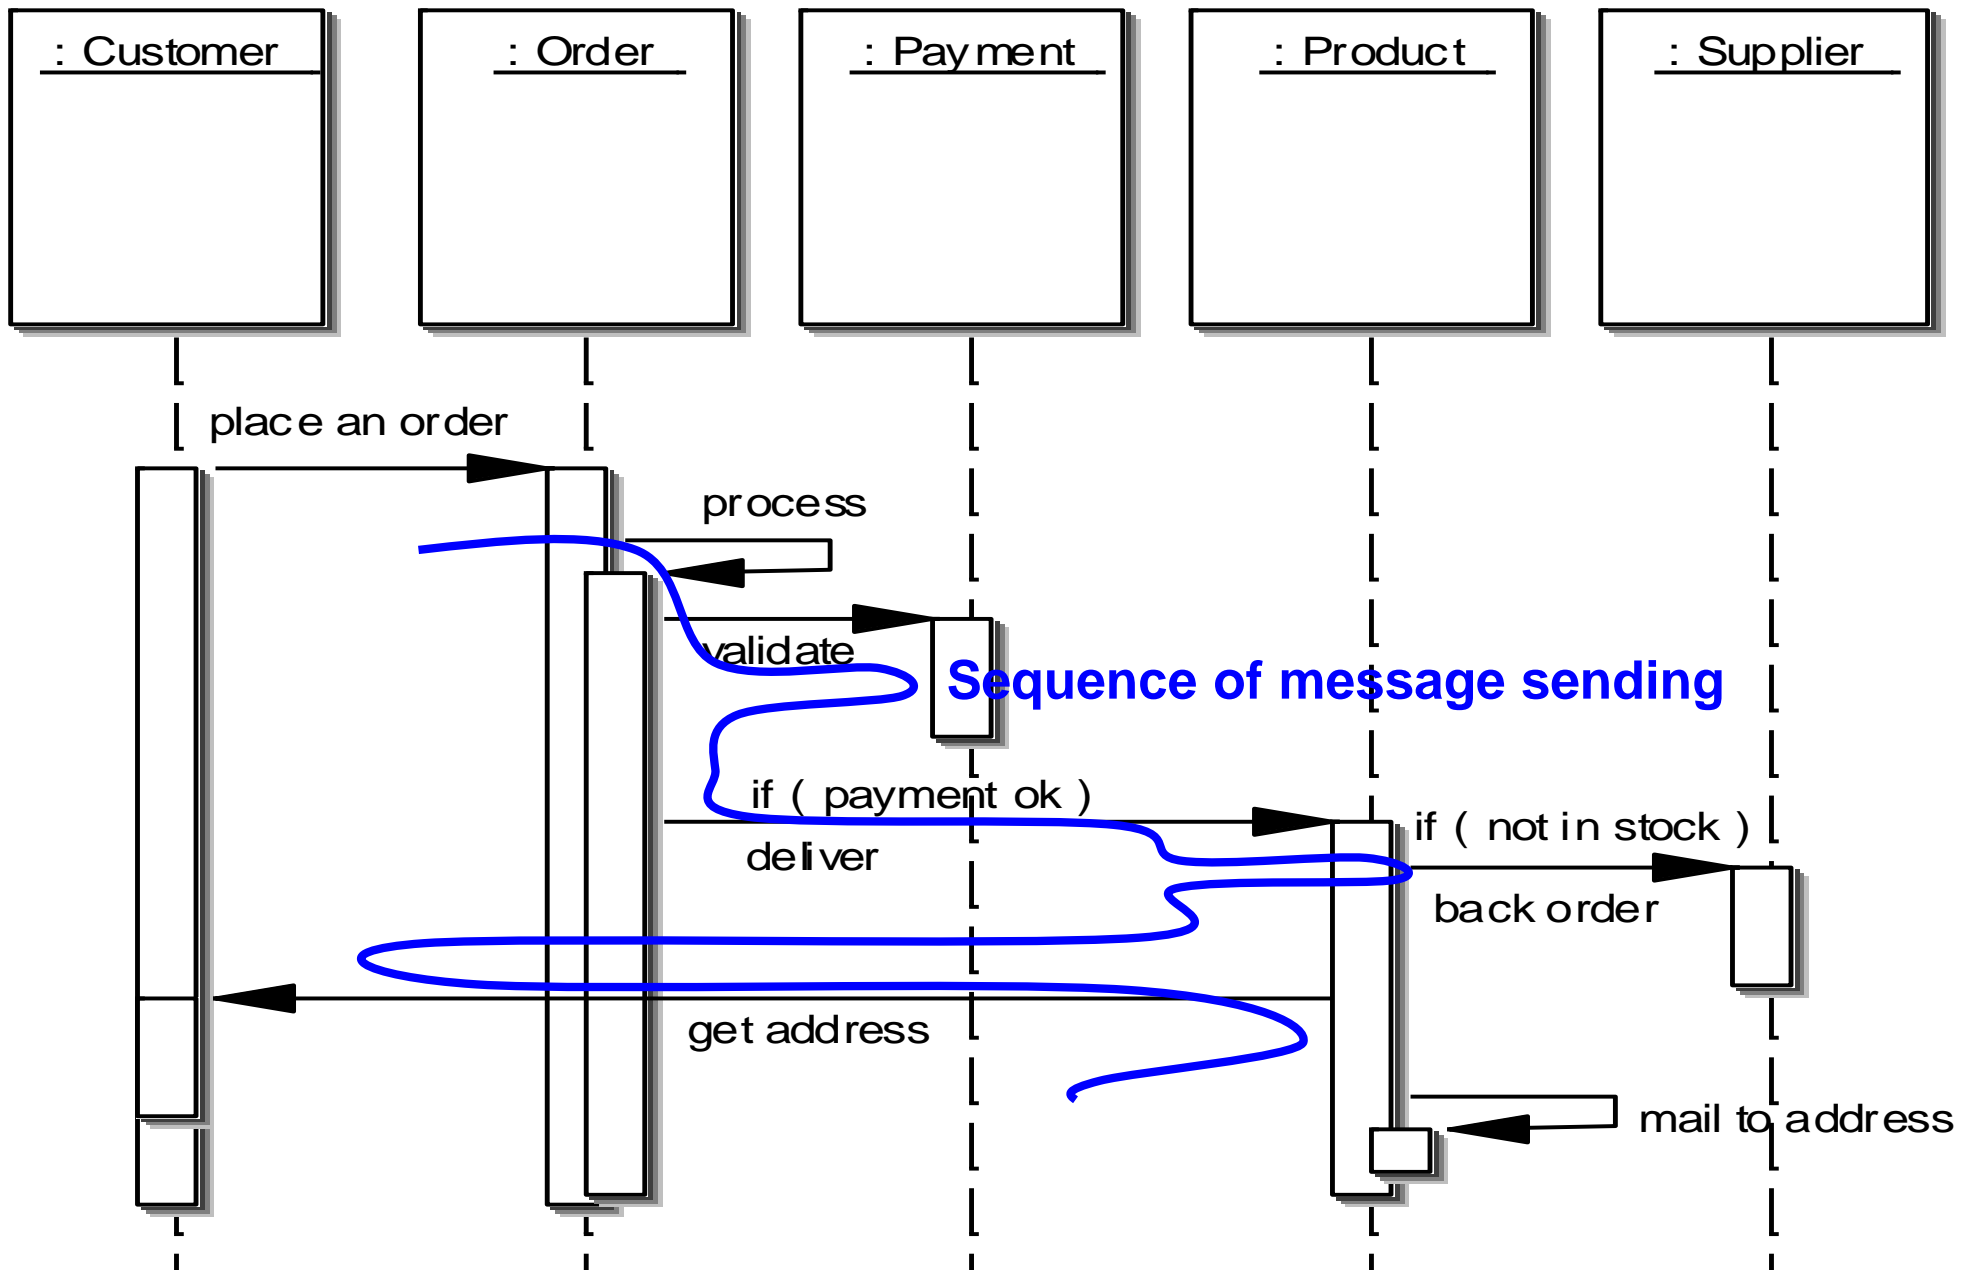 : Customer
: Order
: Payment
: Product
: Supplier
place an order
process
validate
Sequence of message sending
if ( payment ok )
deliver
if ( not in stock )
back order
get address
mail to address